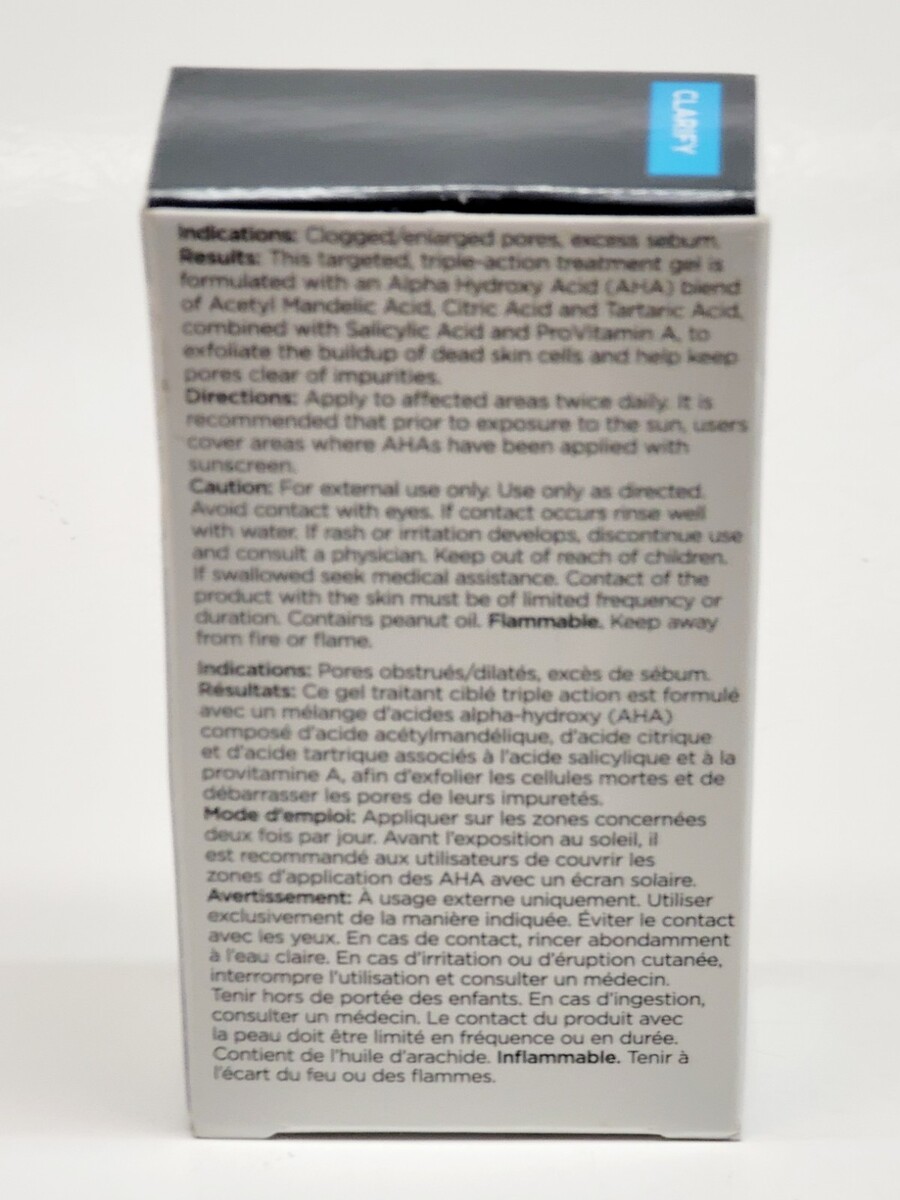 CLARIFY
Indications: Clogged/enlarged pores, excess sebum.
Results: This targeted, triple-action treatment gel is
formulated with an Alpha Hydroxy Acid (AHA) blend
of Acetyl Mandelic Acid, Citric Acid and Tartaric Acid,
combined with Salicylic Acid and ProVitamin A, to
exfoliate the buildup of dead skin cells and help keep
pores clear of impurities.
Directions: Apply to affected areas twice daily. It is
recommended that prior to exposure to the sun, users
cover areas where AHAs have been applied with
sunscreen.
Caution: For external use only. Use only as directed.
Avoid contact with eyes. If contact occurs rinse well
with water. If rash or irritation develops, discontinue use
and consult a physician. Keep out of reach of children.
If swallowed seek medical assistance. Contact of the
product with the skin must be of limited frequency or
duration. Contains peanut oil. Flammable. Keep away
from fire or flame.
Indications: Pores obstrués/dilatés, excès de sébum.
Résultats: Ce gel traitant ciblé triple action est formulé
avec un mélange d'acides alpha-hydroxy (AHA)
composé d'acide acétylmandélique, d'acide citrique
et d'acide tartrique associés à l'acide salicylique et à la
provitamine A, afin d'exfolier les cellules mortes et de
débarrasser les pores de leurs impuretés.
Mode d'emploi: Appliquer sur les zones concernées
deux fois par jour. Avant l'exposition au soleil, il
est recommandé aux utilisateurs de couvrir les
zones d'application des AHA avec un écran solaire.
Avertissement: À usage externe uniquement. Utiliser
exclusivement de la manière indiquée. Éviter le contact
avec les yeux. En cas de contact, rincer abondamment
à l'eau claire. En cas d'irritation ou d'éruption cutanée,
interrompre l'utilisation et consulter un médecin.
Tenir hors de portée des enfants. En cas d'ingestion,
consulter un médecin. Le contact du produit avec
la peau doit être limité en fréquence ou en durée.
Contient de l'huile d'arachide. Inflammable. Tenir à
l'écart du feu ou des flammes.